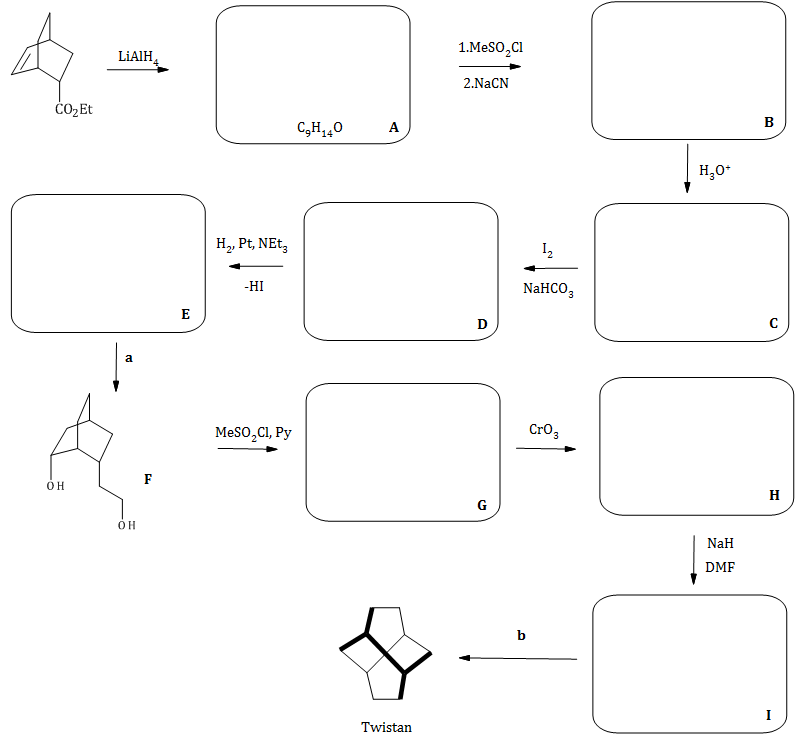 LiAlH₄
CO₂Et
C₉H₁₄O
A
1.MeSO₂Cl
2.NaCN
B
H₃O⁺
C
I₂
NaHCO₃
D
H₂, Pt, NEt₃
-HI
E
a
OH
OH
F
MeSO₂Cl, Py
G
CrO₃
H
NaH
DMF
I
b
Twistan